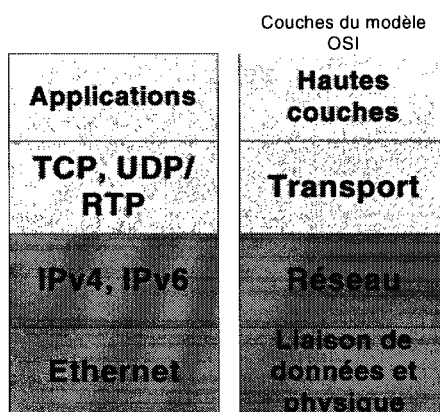 Couches du modèle
OSI
Applications
Hautes
couches
TCP, UDP/
RTP
Transport
IPv4, IPv6
Réseau
Ethernet
Liaison de
données et
physique